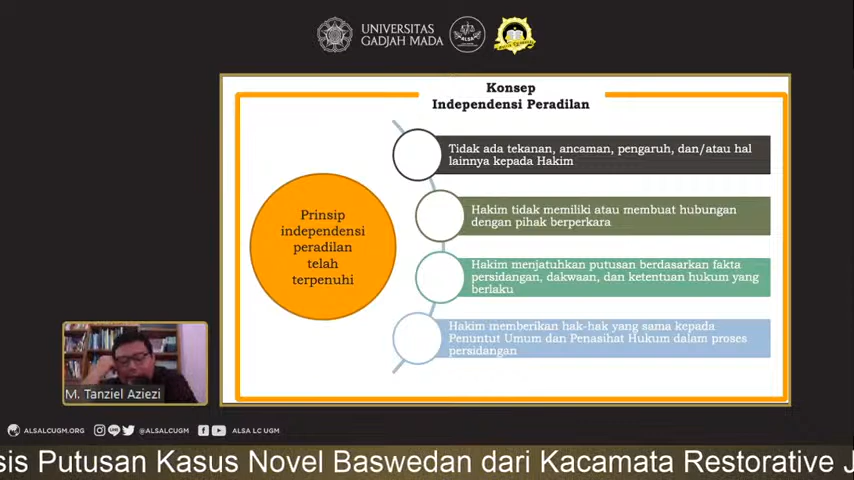 UNIVERSITAS
GADJAH MADA
ALSA
Konsep
Independensi Peradilan
Prinsip
independensi
peradilan
telah
terpenuhi
Tidak ada tekanan, ancaman, pengaruh, dan/atau hal
lainnya kepada Hakim
Hakim tidak memiliki atau membuat hubungan
dengan pihak berperkara
Hakim menjatuhkan putusan berdasarkan fakta
persidangan, dakwaan, dan ketentuan hukum yang
berlaku
Hakim memberikan hak-hak yang sama kepada
Penuntut Umum dan Penasihat Hukum dalam proses
persidangan
M. Tanziel Aziezi
ALSALCUGM.ORG @ALSALCUGM ALSA LC UGM
sis Putusan Kasus Novel Baswedan dari Kacamata Restorative J